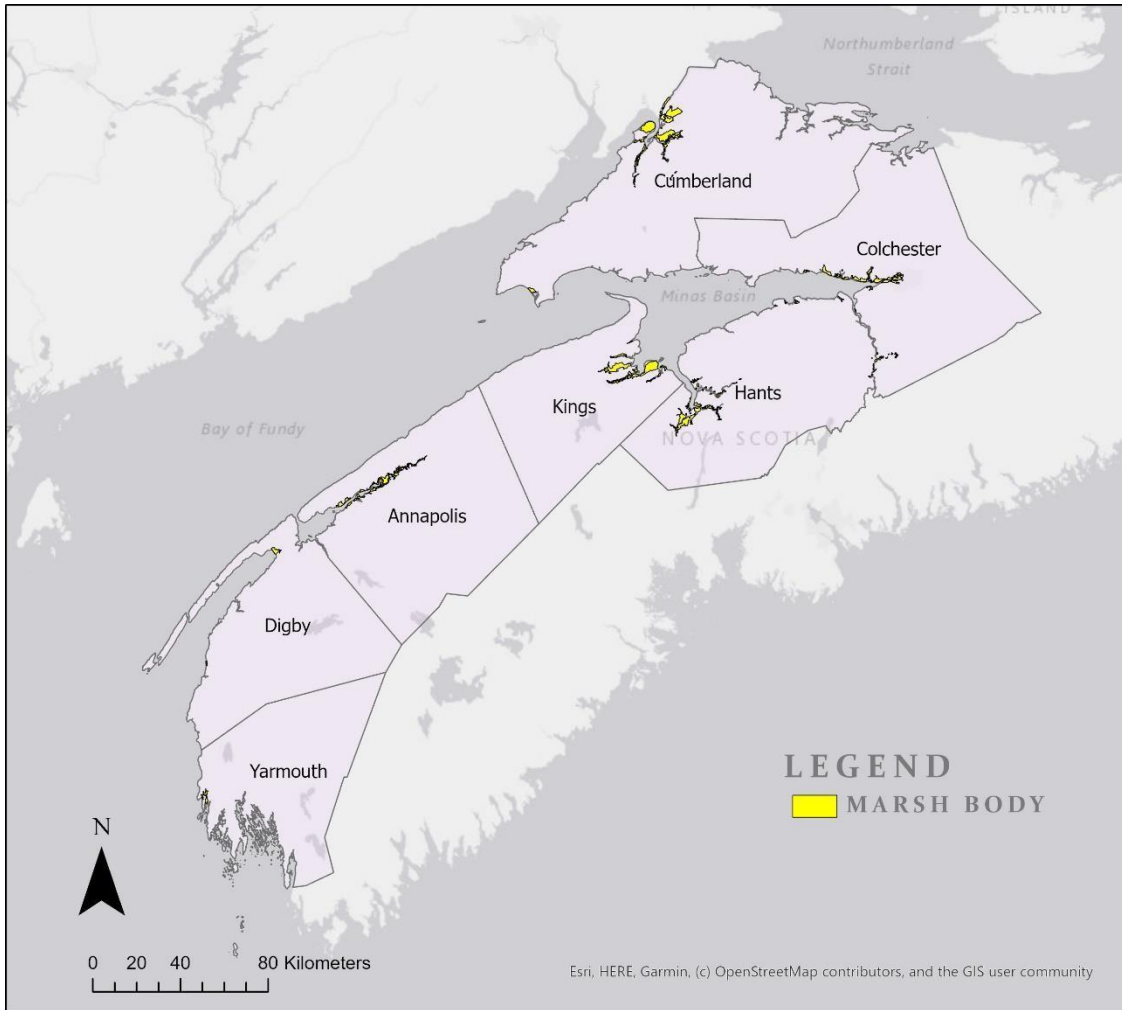 ISLAND
Northumberland
Strait
Cumberland
Colchester
Minas Basin
Hants
Kings
NOVA SCOTIA
Bay of Fundy
Annapolis
Digby
Yarmouth
LEGEND
MARSH BODY
N
0 20 40 80 Kilometers
Esri, HERE, Garmin, (c) OpenStreetMap contributors, and the GIS user community